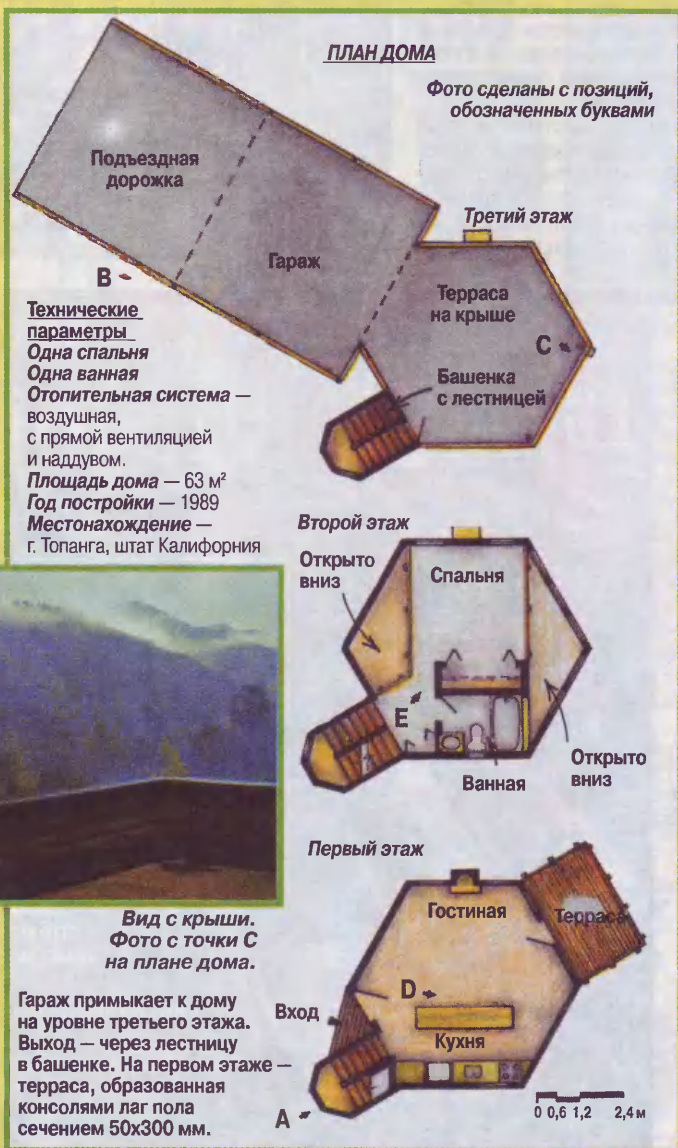 ПЛАН ДОМА
Фото сделаны с позиций,
обозначенных буквами
Подъездная
дорожка
Третий этаж
Гараж
В
Терраса
на крыше
С
Башенка
с лестницей
Технические
параметры
Одна спальня
Одна ванная
Отопительная система —
воздушная,
с прямой вентиляцией
и наддувом.
Площадь дома — 63 м²
Год постройки — 1989
Местонахождение —
г. Топанга, штат Калифорния
Второй этаж
Открыто
вниз
Спальня
Е
Ванная
Открыто
вниз
Первый этаж
Вид с крыши.
Фото с точки С
на плане дома.
Гостиная
Терраса
D
Вход
Кухня
А
0 0,6 1,2 2,4 м
Гараж примыкает к дому
на уровне третьего этажа.
Выход — через лестницу
в башенке. На первом этаже —
терраса, образованная
консолями лаг пола
сечением 50х300 мм.